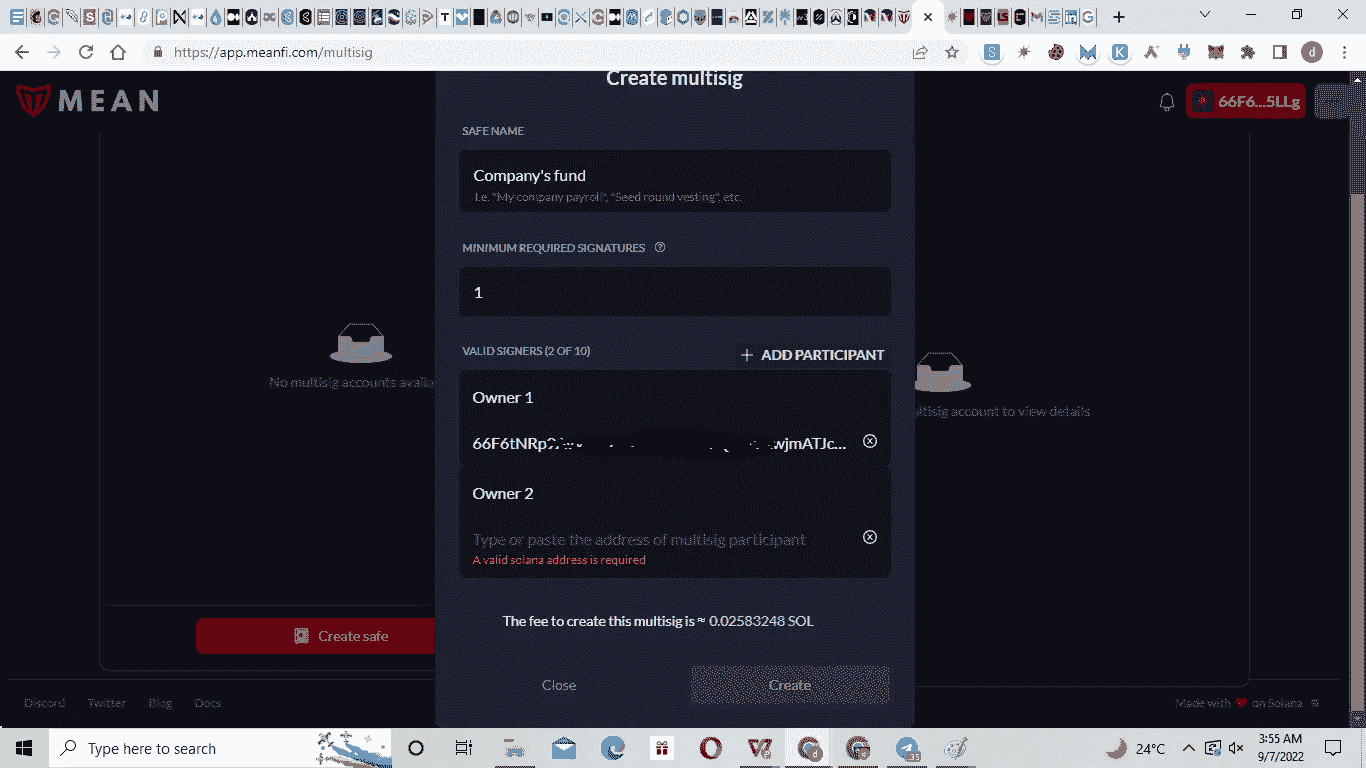 https://app.meanfi.com/multisig
MEAN
66F6...5LLg
Create multisig
SAFE NAME
Company's fund
I.e. "My company payroll", "Seed round vesting", etc.
MINIMUM REQUIRED SIGNATURES
1
VALID SIGNERS (2 OF 10)
ADD PARTICIPANT
No multisig accounts availa
ultisig account to view details
Owner 1
66F6tNRp
wjmATJc...
Owner 2
Type or paste the address of multisig participant
A valid solana address is required
The fee to create this multisig is ≈ 0.02583248 SOL
Create safe
Close
Create
Discord Twitter Blog Docs
Made with on Solana
Type here to search
24°C
3:55 AM
9/7/2022